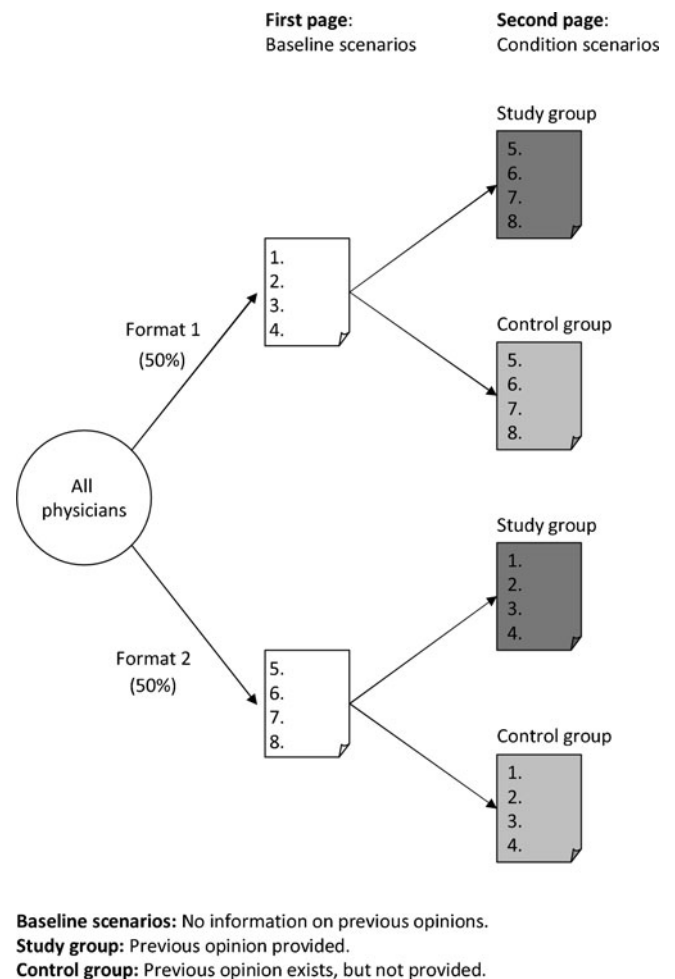 First page:
Baseline scenarios
Second page:
Condition scenarios
Study group
5.
6.
7.
8.
1.
2.
3.
4.
Format 1
(50%)
Control group
5.
6.
7.
8.
All
physicians
Study group
1.
2.
3.
4.
Format 2
(50%)
5.
6.
7.
8.
Control group
1.
2.
3.
4.
Baseline scenarios: No information on previous opinions.
Study group: Previous opinion provided.
Control group: Previous opinion exists, but not provided.